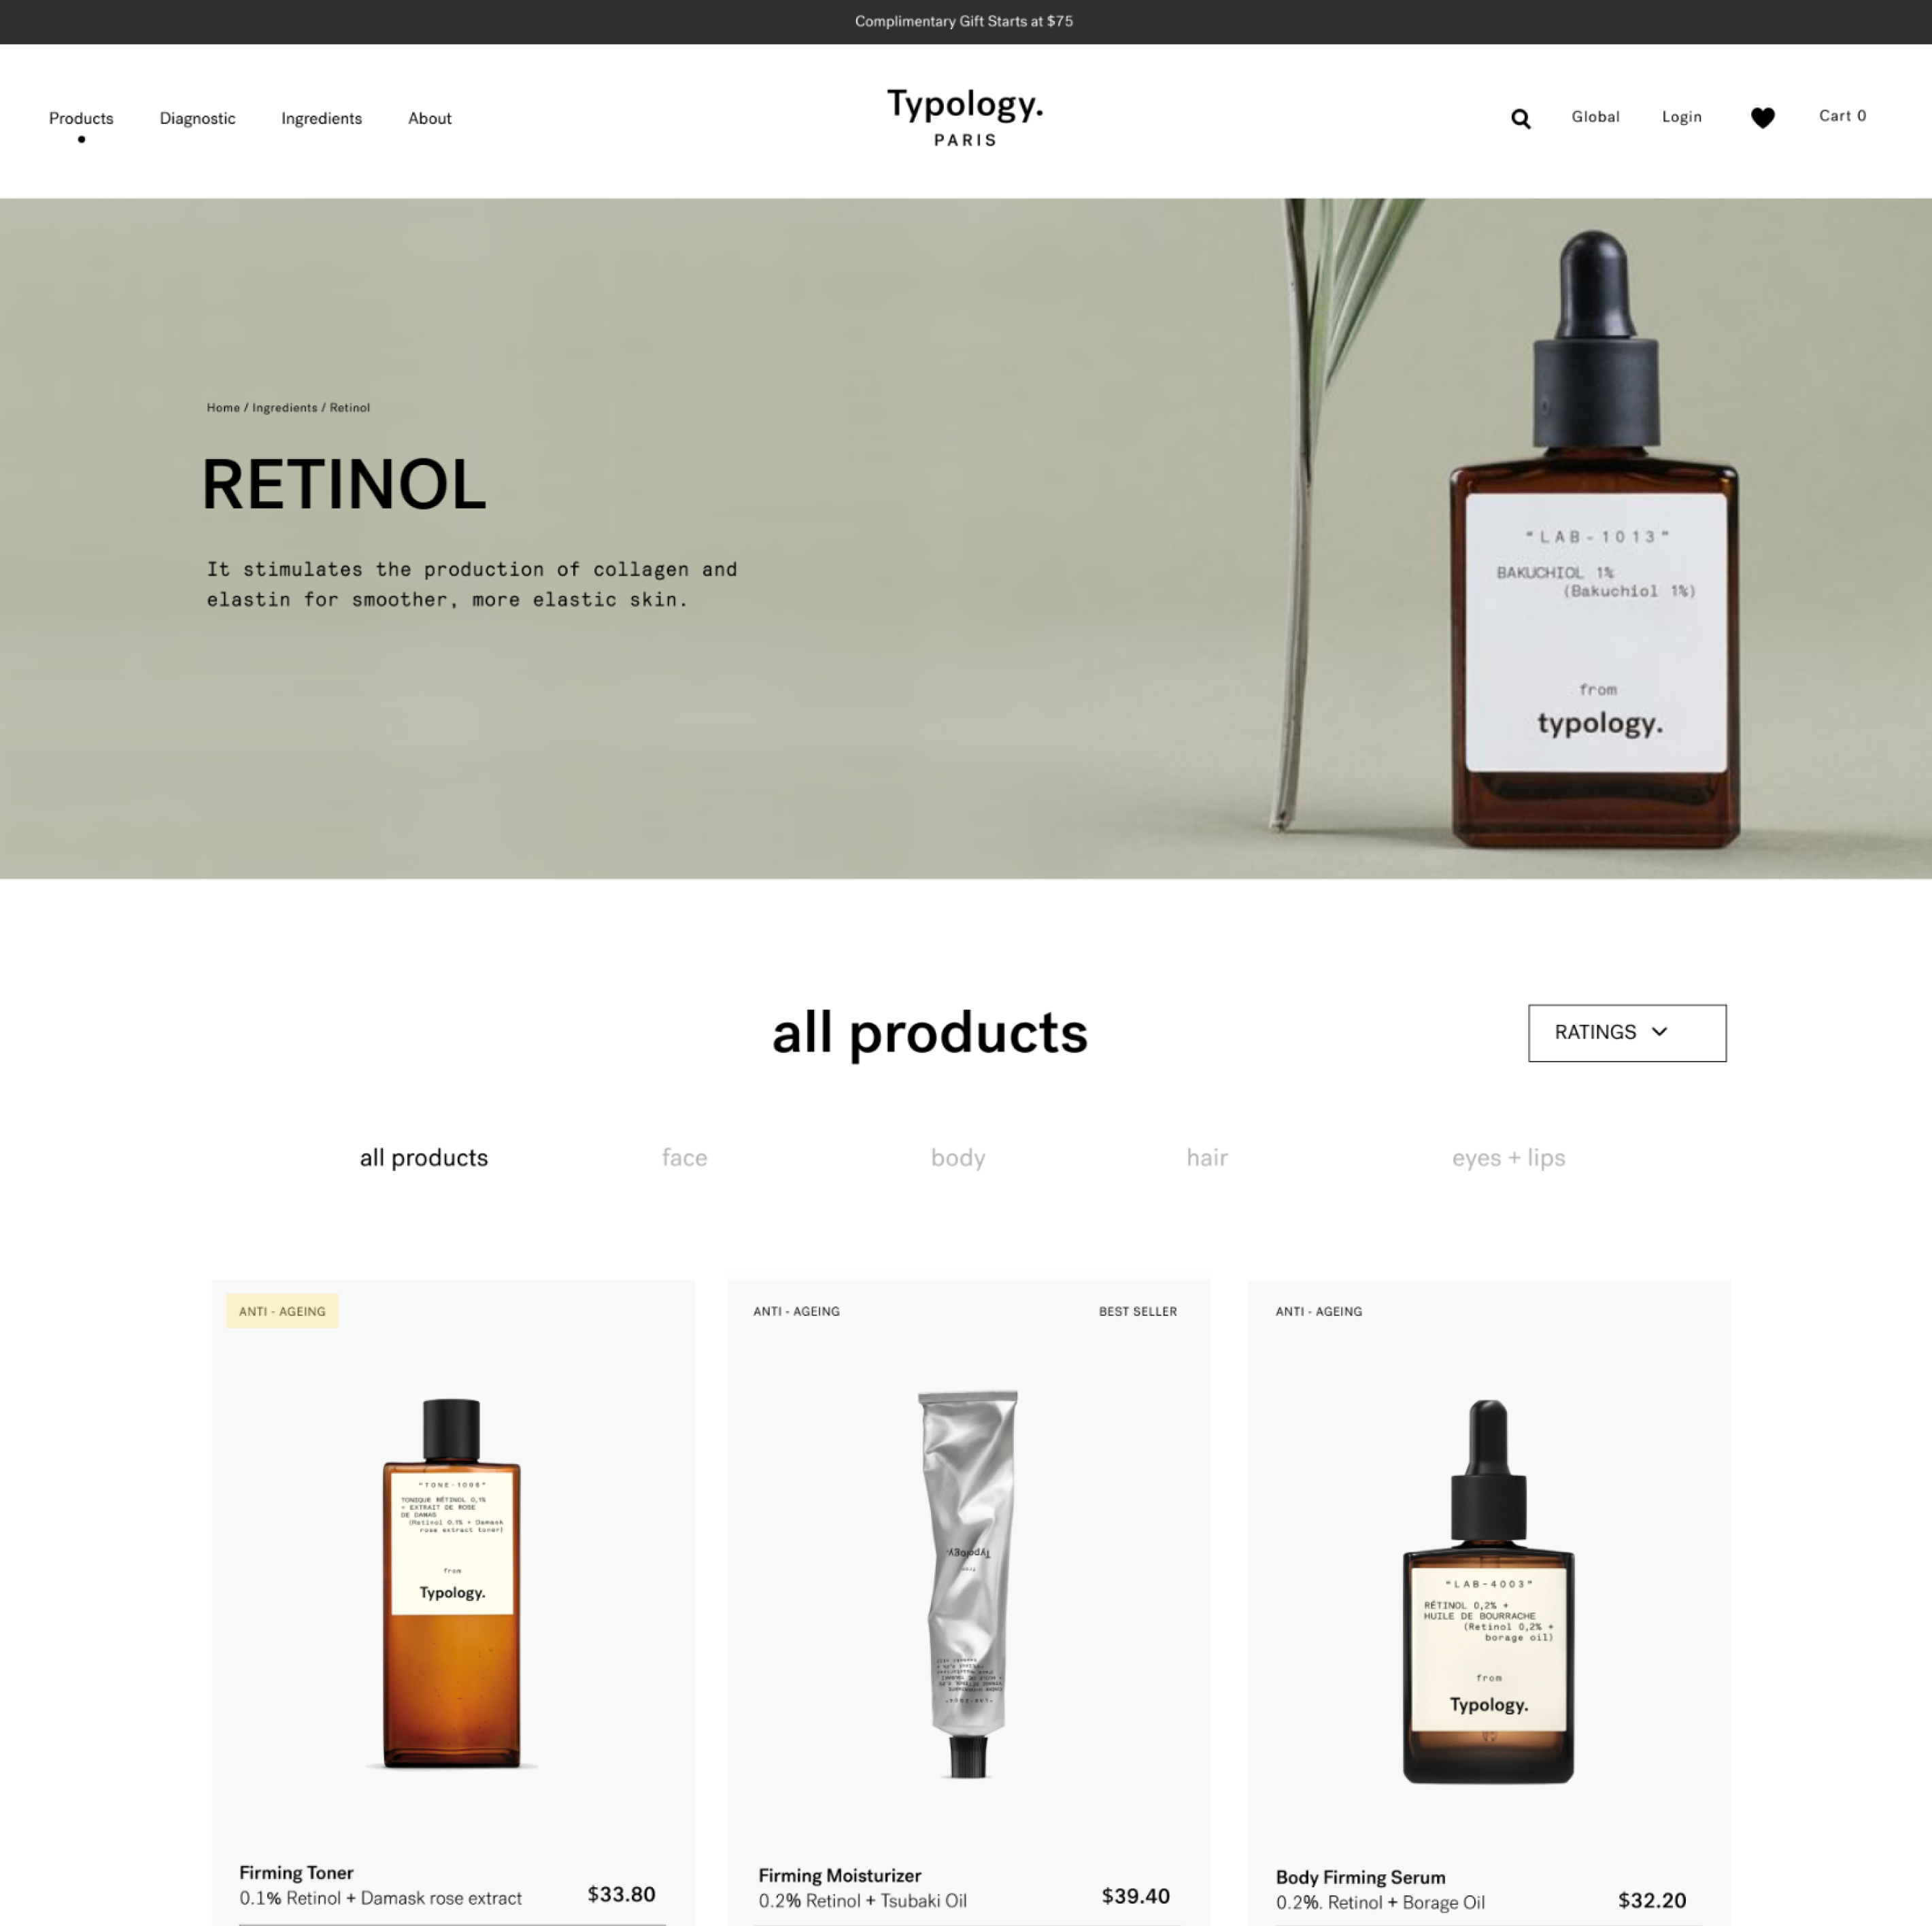 Complimentary Gift Starts at $75
Products Diagnostic Ingredients About
Typology.
PARIS
Global Login Cart 0
Home / Ingredients / Retinol
RETINOL
It stimulates the production of collagen and
elastin for smoother, more elastic skin.
"LAB-1013"
BAKUCHIOL 1%
(Bakuchiol 1%)
from
typology.
all products
RATINGS
all products face body hair eyes + lips
ANTI - AGEING
"TONE-1006"
TONIQUE RÉTINOL 0,1%
+ EXTRAIT DE ROSE
DE DAMAS
(Retinol 0.1% + Damask
rose extract toner)
from
Typology.
Firming Toner
0.1% Retinol + Damask rose extract
$33.80
ANTI - AGEING BEST SELLER
Typology.
from
Firming Moisturizer
0.2% Retinol + Tsubaki Oil
$39.40
ANTI - AGEING
"LAB-4003"
RÉTINOL 0,2% +
HUILE DE BOURRACHE
(Retinol 0,2% +
borage oil)
from
Typology.
Body Firming Serum
0.2%. Retinol + Borage Oil
$32.20